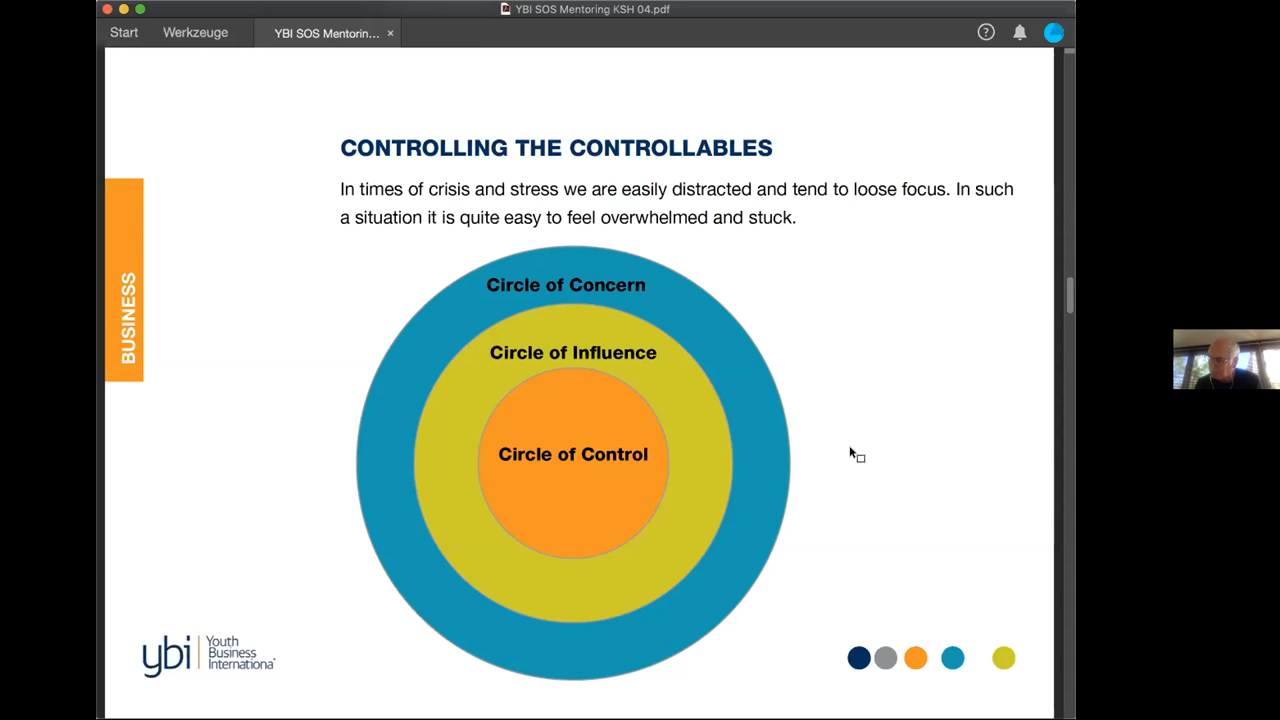 YBI SOS Mentoring KSH 04.pdf
Start Werkzeuge YBI SOS Mentorin... ×
?
CONTROLLING THE CONTROLLABLES
In times of crisis and stress we are easily distracted and tend to loose focus. In such
a situation it is quite easy to feel overwhelmed and stuck.
BUSINESS
Circle of Concern
Circle of Influence
Circle of Control
ybi
Youth
Business
International